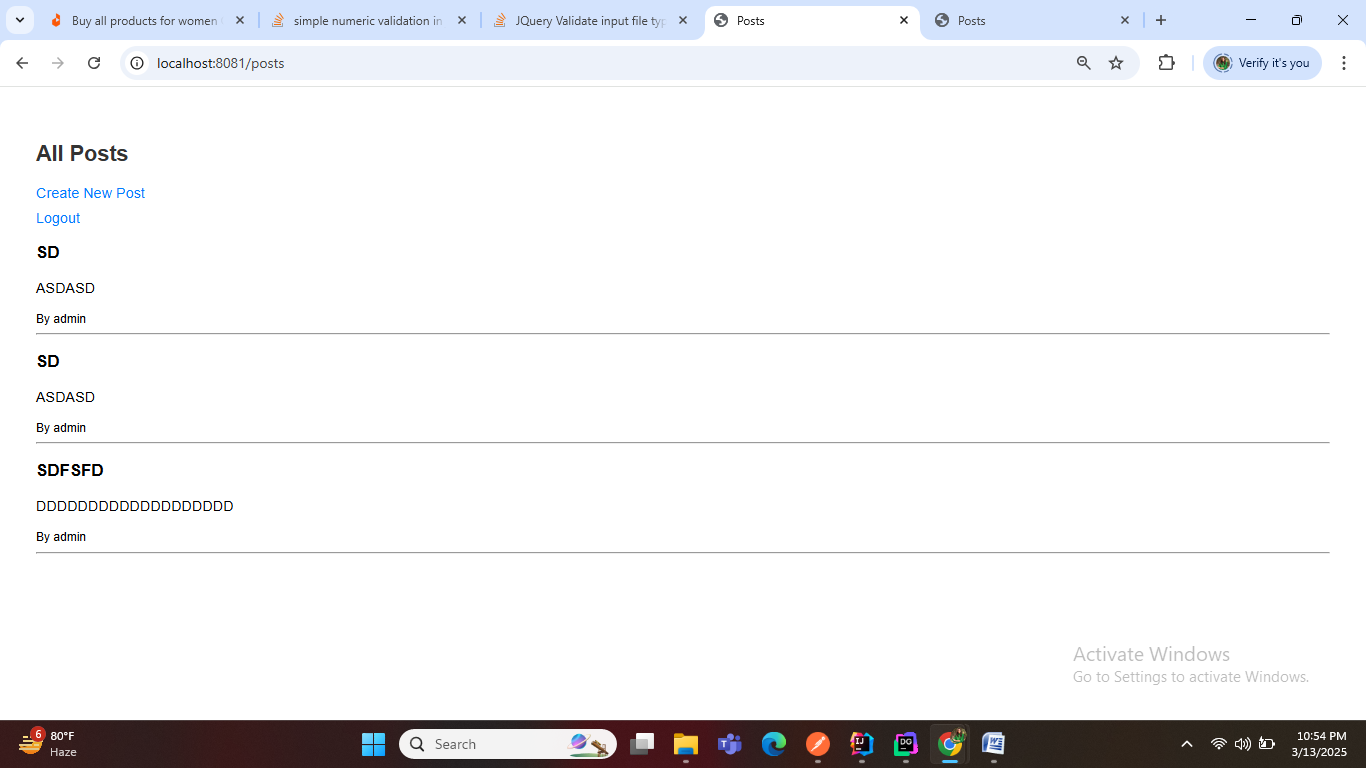 Buy all products for women
simple numeric validation in
JQuery Validate input file typ
Posts
Posts
localhost:8081/posts
Verify it's you
All Posts
Create New Post
Logout
SD
ASDASD
By admin
SD
ASDASD
By admin
SDFSFD
DDDDDDDDDDDDDDDDDDD
By admin
Activate Windows
Go to Settings to activate Windows.
6
80°F
Haze
Search
10:54 PM
3/13/2025